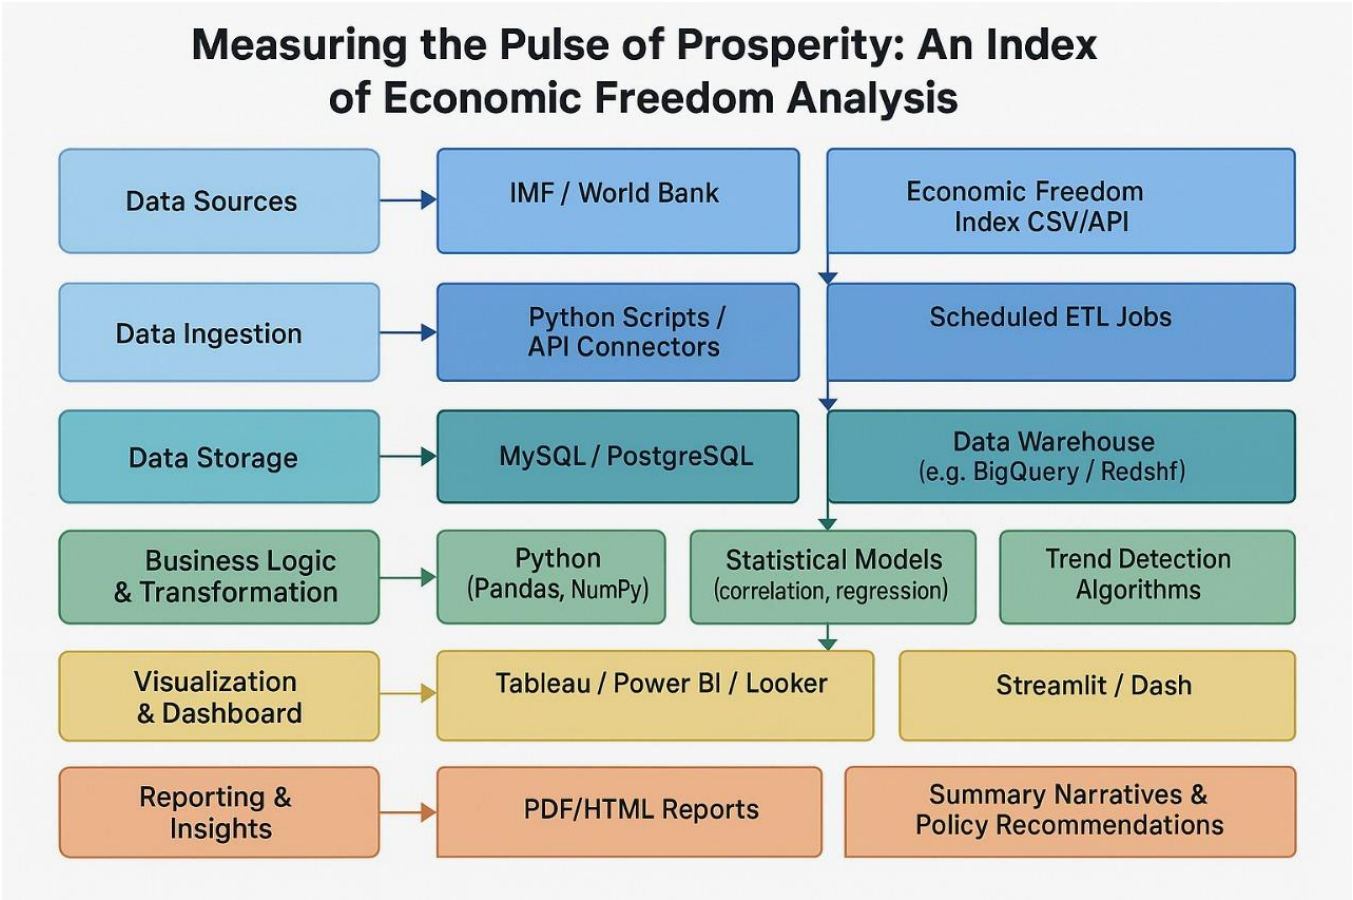 Measuring the Pulse of Prosperity: An Index
of Economic Freedom Analysis
Data Sources
IMF / World Bank
Economic Freedom
Index CSV/API
Data Ingestion
Python Scripts /
API Connectors
Scheduled ETL Jobs
Data Storage
MySQL / PostgreSQL
Data Warehouse
(e.g. BigQuery / Redshf)
Business Logic
& Transformation
Python
(Pandas, NumPy)
Statistical Models
(correlation, regression)
Trend Detection
Algorithms
Visualization
& Dashboard
Tableau / Power BI / Looker
Streamlit / Dash
Reporting &
Insights
PDF/HTML Reports
Summary Narratives &
Policy Recommendations